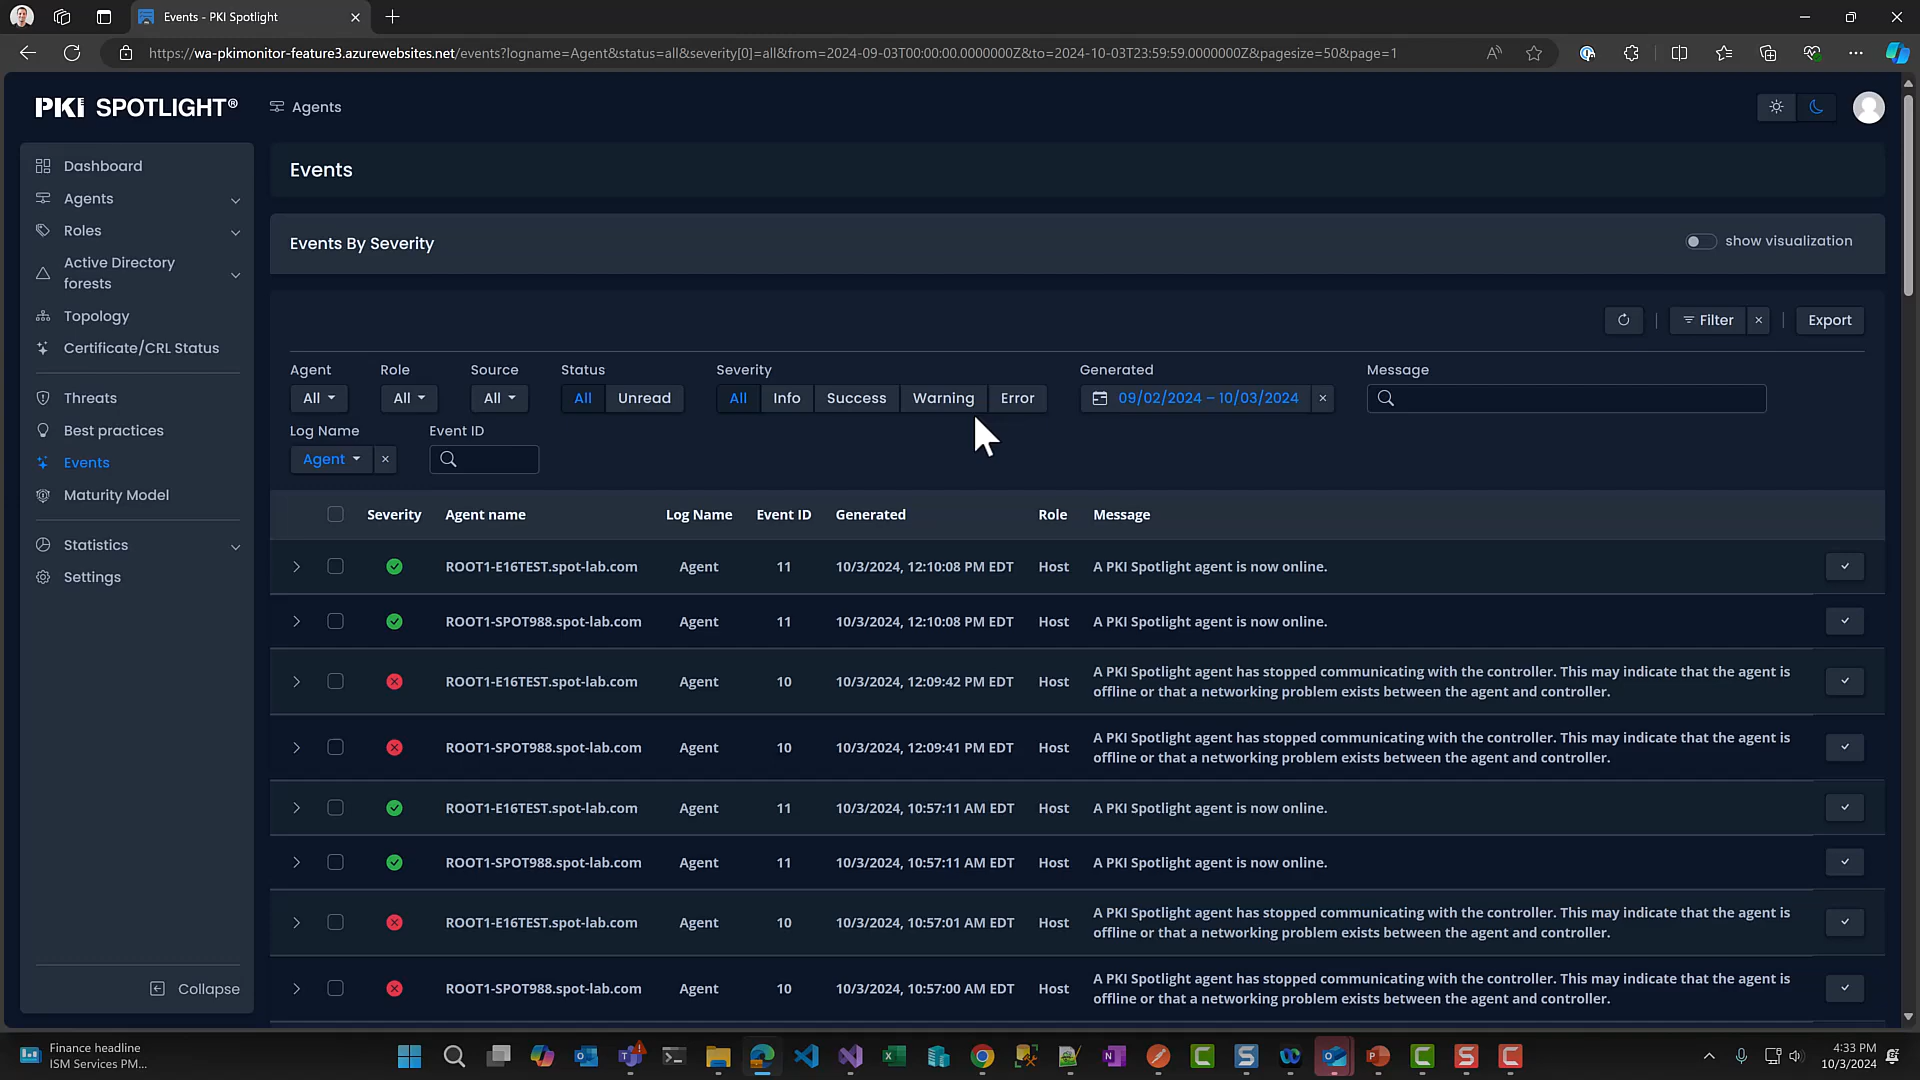 Events - PKI Spotlight
https://wa-pkimonitor-feature3.azurewebsites.net/events?logname=Agent&status=all&severity[0]=all&from=2024-09-03T00:00:00.0000000Z&to=2024-10-03T23:59:59.0000000Z&pagesize=50&page=1
PKI SPOTLIGHT®
Agents
Dashboard
Agents
Roles
Active Directory
forests
Topology
Certificate/CRL Status
Threats
Best practices
Events
Maturity Model
Statistics
Settings
Collapse
Events
Events By Severity
show visualization
Filter
Export
Agent Role Source Status Severity Generated Message
All All All All Unread All Info Success Warning Error 09/02/2024 – 10/03/2024
Log Name Event ID
Agent
Severity Agent name Log Name Event ID Generated Role Message
ROOT1-E16TEST.spot-lab.com Agent 11 10/3/2024, 12:10:08 PM EDT Host A PKI Spotlight agent is now online.
ROOT1-SPOT988.spot-lab.com Agent 11 10/3/2024, 12:10:08 PM EDT Host A PKI Spotlight agent is now online.
ROOT1-E16TEST.spot-lab.com Agent 10 10/3/2024, 12:09:42 PM EDT Host A PKI Spotlight agent has stopped communicating with the controller. This may indicate that the agent is
offline or that a networking problem exists between the agent and controller.
ROOT1-SPOT988.spot-lab.com Agent 10 10/3/2024, 12:09:41 PM EDT Host A PKI Spotlight agent has stopped communicating with the controller. This may indicate that the agent is
offline or that a networking problem exists between the agent and controller.
ROOT1-E16TEST.spot-lab.com Agent 11 10/3/2024, 10:57:11 AM EDT Host A PKI Spotlight agent is now online.
ROOT1-SPOT988.spot-lab.com Agent 11 10/3/2024, 10:57:11 AM EDT Host A PKI Spotlight agent is now online.
ROOT1-E16TEST.spot-lab.com Agent 10 10/3/2024, 10:57:01 AM EDT Host A PKI Spotlight agent has stopped communicating with the controller. This may indicate that the agent is
offline or that a networking problem exists between the agent and controller.
ROOT1-SPOT988.spot-lab.com Agent 10 10/3/2024, 10:57:00 AM EDT Host A PKI Spotlight agent has stopped communicating with the controller. This may indicate that the agent is
offline or that a networking problem exists between the agent and controller.
Finance headline
ISM Services PM...
4:33 PM
10/3/2024